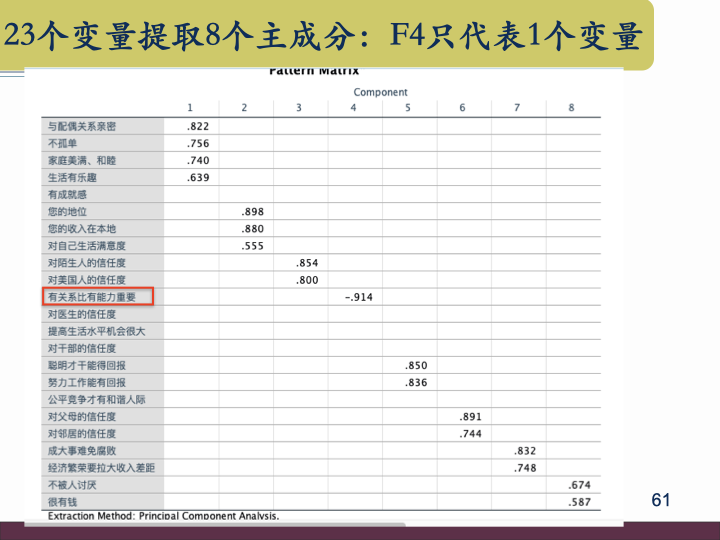 23个变量提取8个主成分：F4只代表1个变量
Pattern Matrix
Component
1 2 3 4 5 6 7 8
与配偶关系亲密 .822
不孤单 .756
家庭美满、和睦 .740
生活有乐趣 .639
有成就感
您的地位 .898
您的收入在本地 .880
对自己生活满意度 .555
对陌生人的信任度 .854
对美国人的信任度 .800
有关系比有能力重要 -.914
对医生的信任度
提高生活水平机会很大
对干部的信任度
聪明才干能得回报 .850
努力工作能有回报 .836
公平竞争才有和谐人际
对父母的信任度 .891
对邻居的信任度 .744
成大事难免腐败 .832
经济繁荣要拉大收入差距 .748
不被人讨厌 .674
很有钱 .587
Extraction Method: Principal Component Analysis.
61